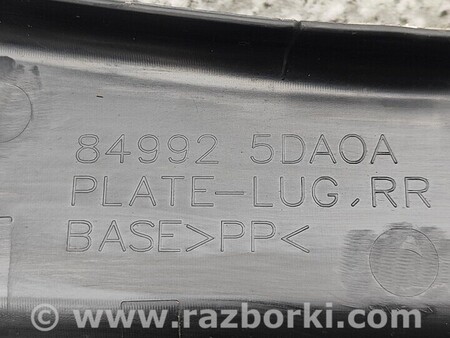 84992 5DA0A
PLATE-LUG,RR
BASE>PP<
© www.razborki.com